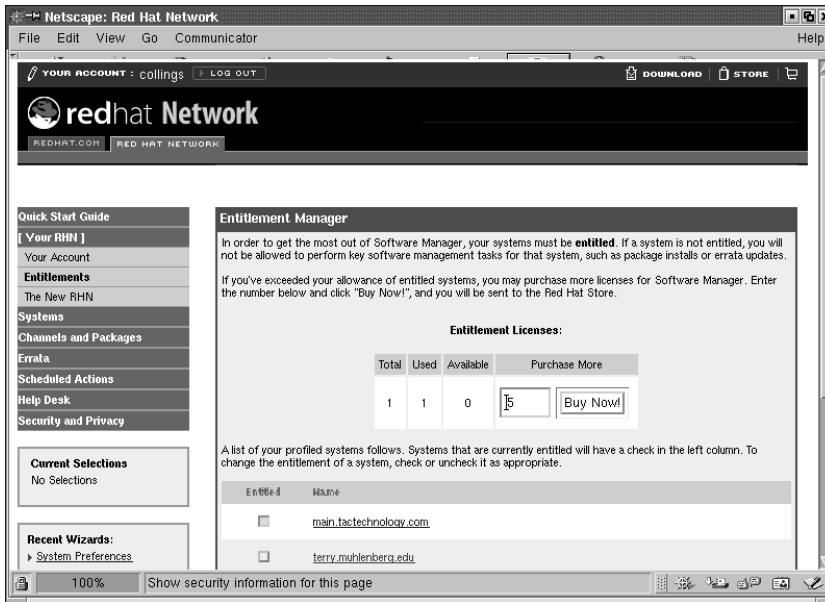 Netscape: Red Hat Network
File Edit View Go Communicator Help
YOUR ACCOUNT : collings LOG OUT DOWNLOAD STORE
redhat Network
REDHAT.COM RED HAT NETWORK
Quick Start Guide
[ Your RHN ]
Your Account
Entitlements
The New RHN
Systems
Channels and Packages
Errata
Scheduled Actions
Help Desk
Security and Privacy
Current Selections
No Selections
Recent Wizards:
System Preferences
Entitlement Manager
In order to get the most out of Software Manager, your systems must be entitled. If a system is not entitled, you will
not be allowed to perform key software management tasks for that system, such as package installs or errata updates.
If you've exceeded your allowance of entitled systems, you may purchase more licenses for Software Manager. Enter
the number below and click "Buy Now!", and you will be sent to the Red Hat Store.
Entitlement Licenses:
Total Used Available Purchase More
1 1 0 5 Buy Now!
A list of your profiled systems follows. Systems that are currently entitled will have a check in the left column. To
change the entitlement of a system, check or uncheck it as appropriate.
Entitled Name
main.tactechnology.com
terry.muhlenberg.edu
100% Show security information for this page